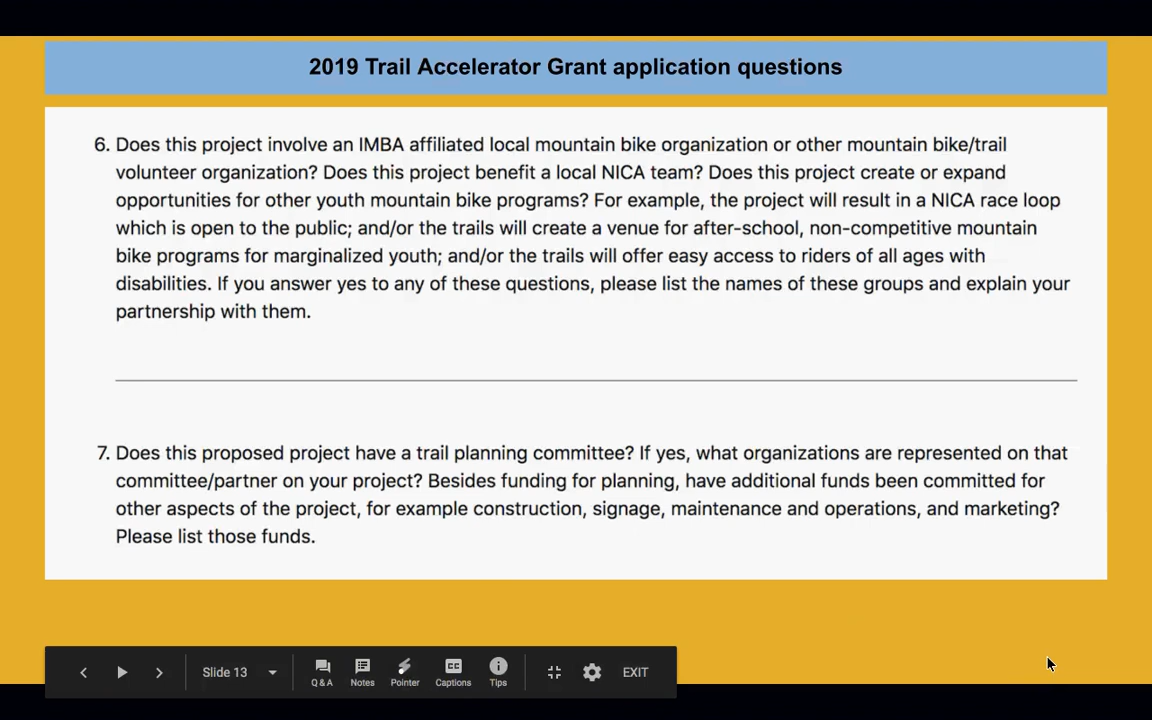 2019 Trail Accelerator Grant application questions
6. Does this project involve an IMBA affiliated local mountain bike organization or other mountain bike/trail
volunteer organization? Does this project benefit a local NICA team? Does this project create or expand
opportunities for other youth mountain bike programs? For example, the project will result in a NICA race loop
which is open to the public; and/or the trails will create a venue for after-school, non-competitive mountain
bike programs for marginalized youth; and/or the trails will offer easy access to riders of all ages with
disabilities. If you answer yes to any of these questions, please list the names of these groups and explain your
partnership with them.
7. Does this proposed project have a trail planning committee? If yes, what organizations are represented on that
committee/partner on your project? Besides funding for planning, have additional funds been committed for
other aspects of the project, for example construction, signage, maintenance and operations, and marketing?
Please list those funds.
Slide 13 Q & A Notes Pointer CC Captions Tips EXIT